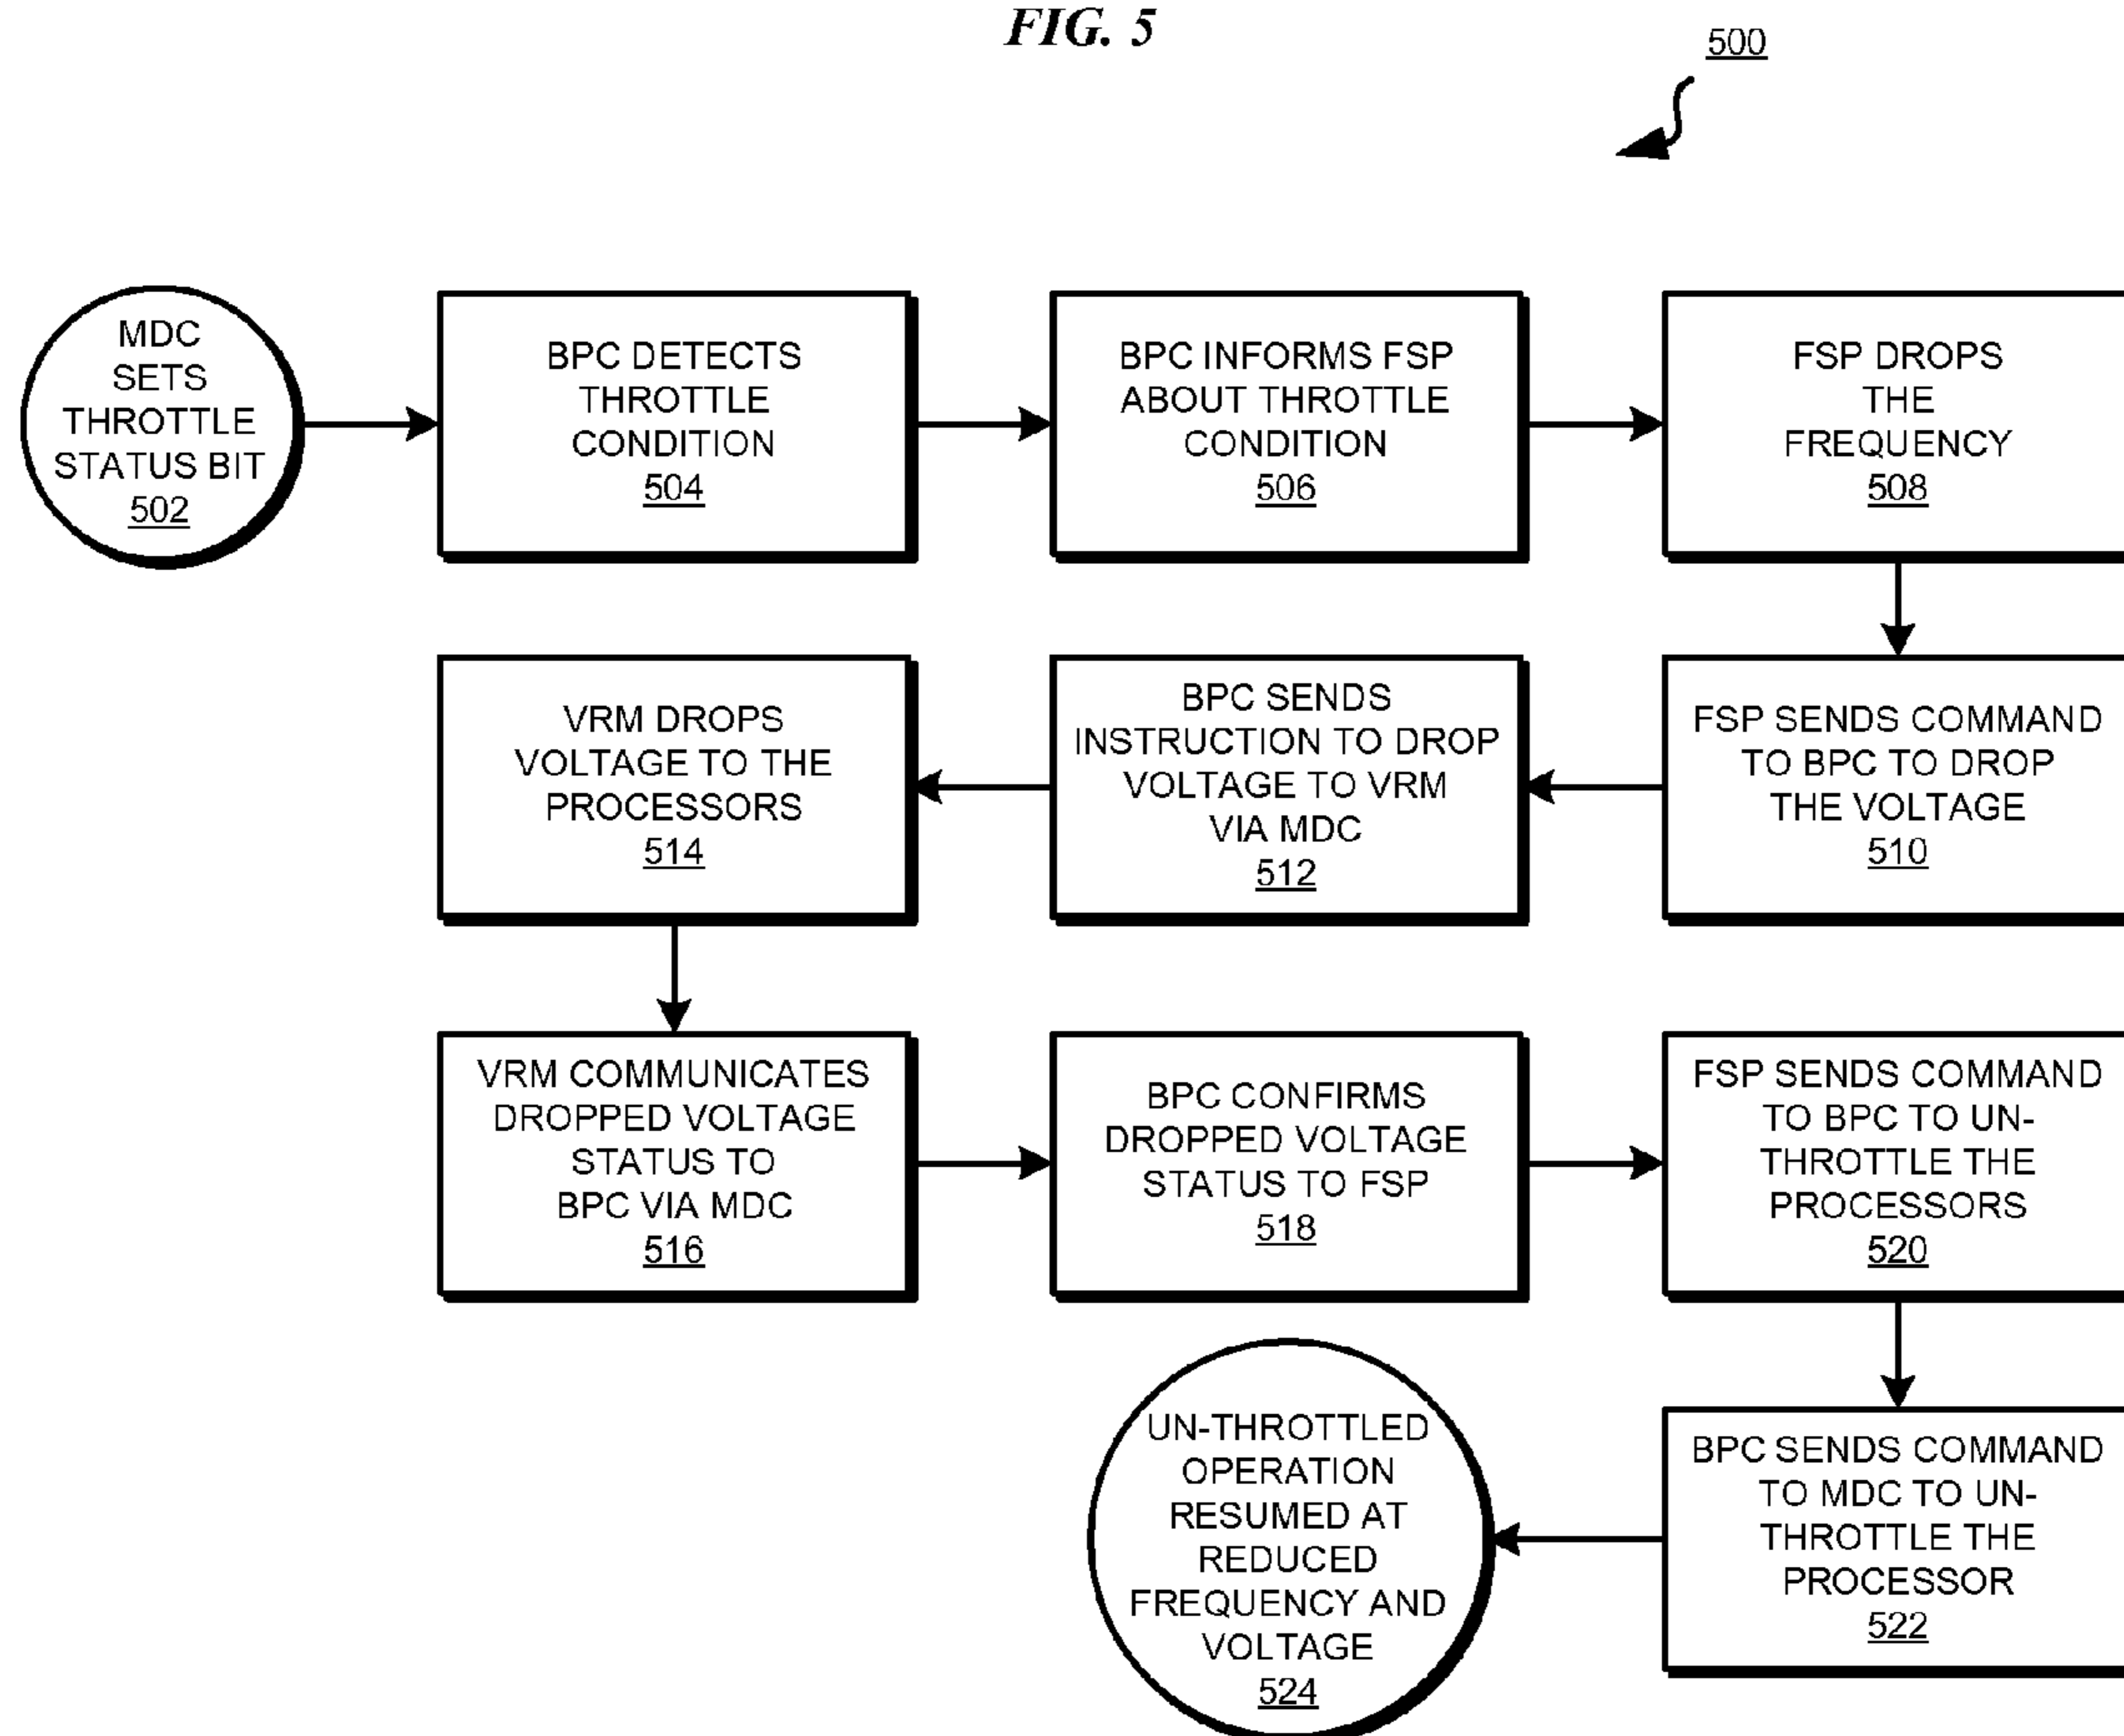 FIG. 5
500
MDC
SETS
THROTTLE
STATUS BIT
502
BPC DETECTS
THROTTLE
CONDITION
504
BPC INFORMS FSP
ABOUT THROTTLE
CONDITION
506
FSP DROPS
THE
FREQUENCY
508
FSP SENDS COMMAND
TO BPC TO DROP
THE VOLTAGE
510
BPC SENDS
INSTRUCTION TO DROP
VOLTAGE TO VRM
VIA MDC
512
VRM DROPS
VOLTAGE TO THE
PROCESSORS
514
VRM COMMUNICATES
DROPPED VOLTAGE
STATUS TO
BPC VIA MDC
516
BPC CONFIRMS
DROPPED VOLTAGE
STATUS TO FSP
518
FSP SENDS COMMAND
TO BPC TO UN-
THROTTLE THE
PROCESSORS
520
BPC SENDS COMMAND
TO MDC TO UN-
THROTTLE THE
PROCESSOR
522
UN-THROTTLED
OPERATION
RESUMED AT
REDUCED
FREQUENCY AND
VOLTAGE
524